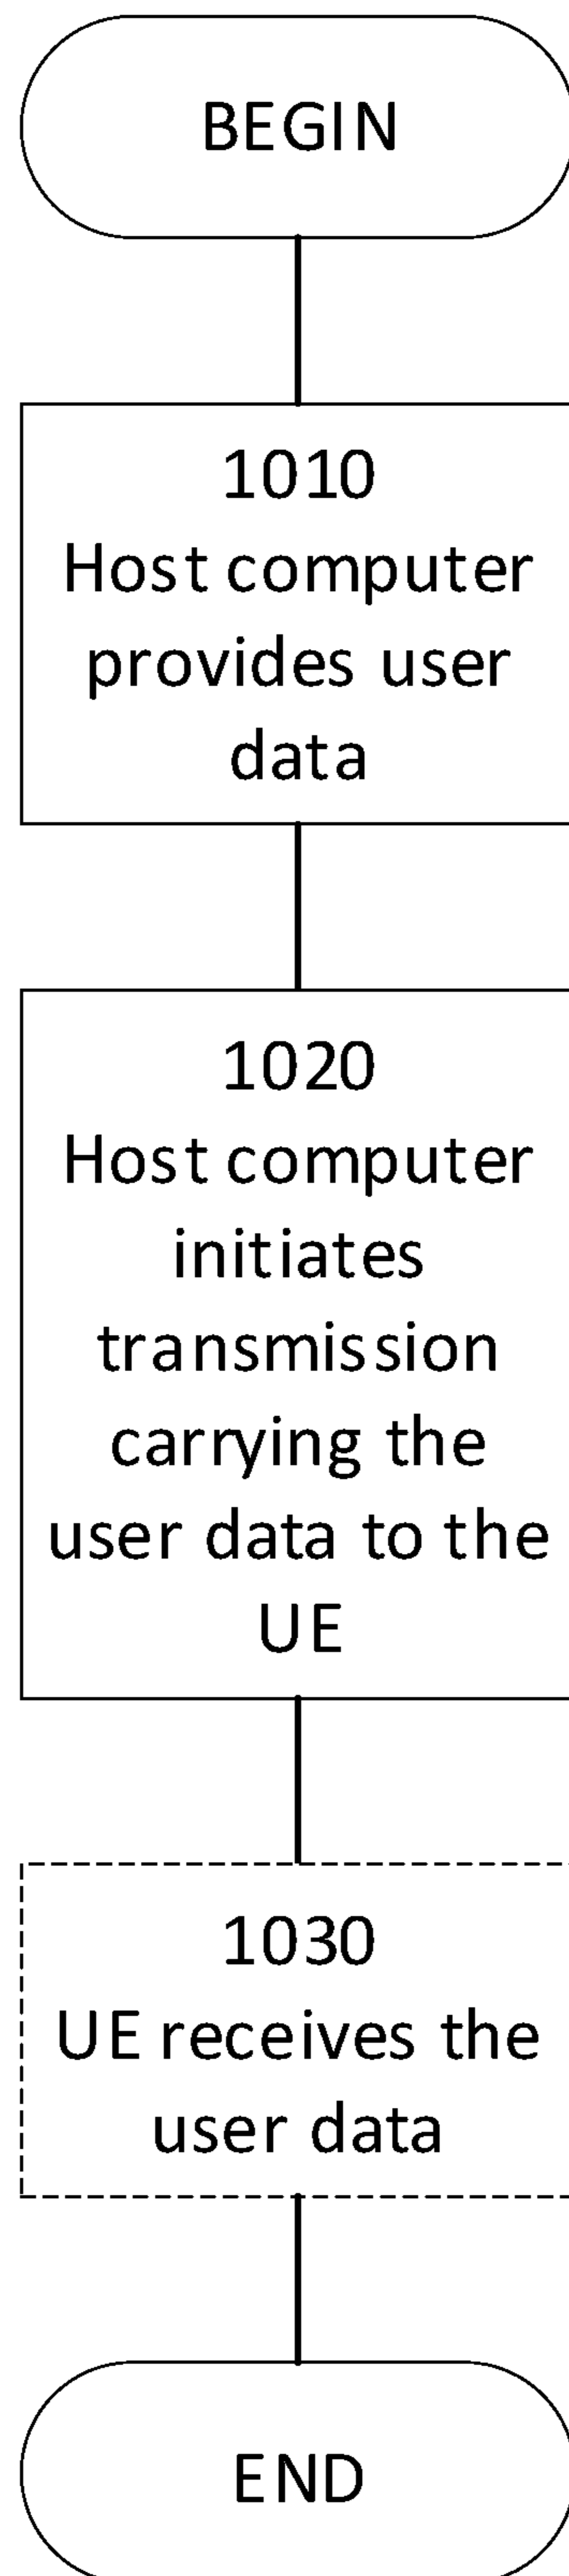 BEGIN
1010
Host computer
provides user
data
1020
Host computer
initiates
transmission
carrying the
user data to the
UE
1030
UE receives the
user data
END